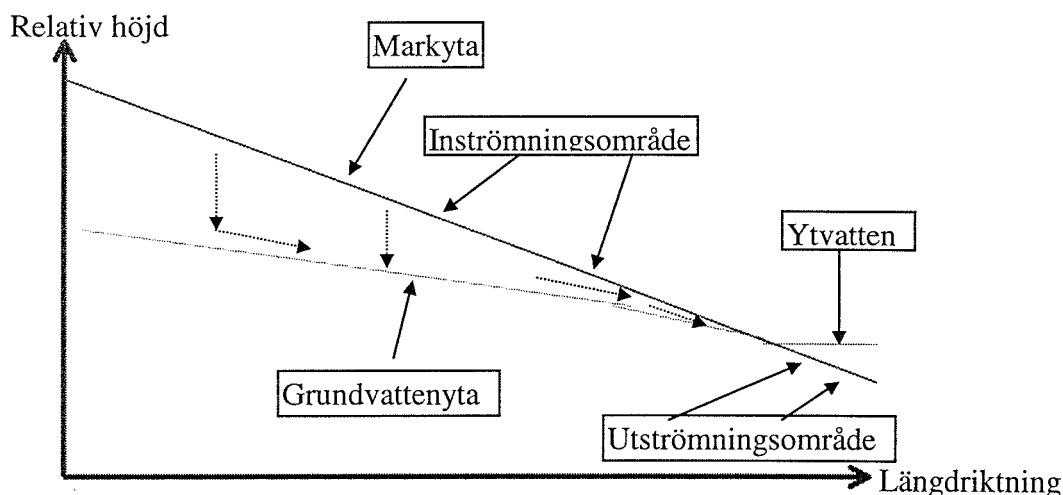 Relativ höjd
Markyta
Inströmningsområde
Ytvatten
Grundvattenyta
Utströmningsområde
Längdriktning